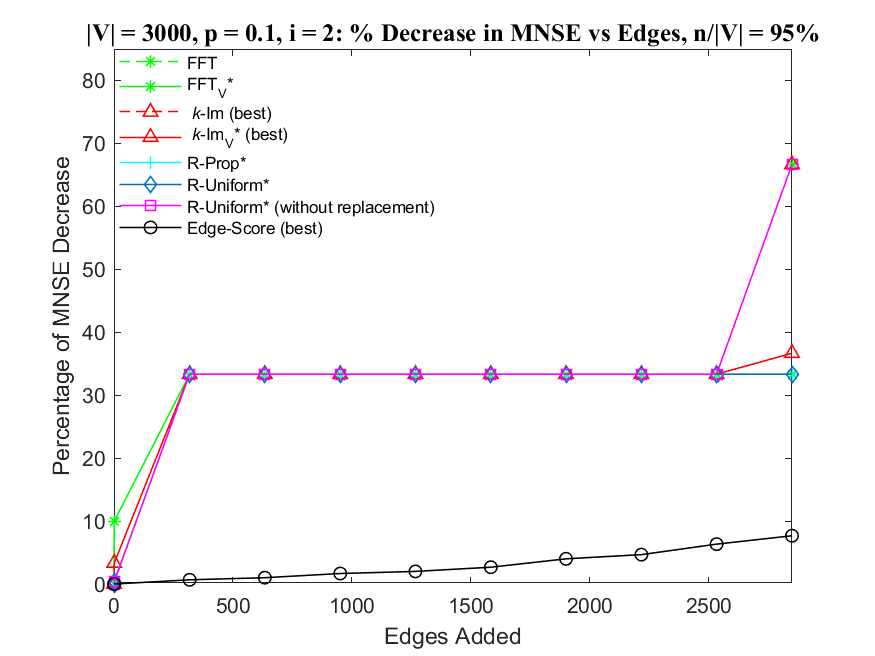 |V| = 3000, p = 0.1, i = 2: % Decrease in MNSE vs Edges, n/|V| = 95%
FFT
FFT_V*
k-Im (best)
k-Im_V* (best)
R-Prop*
R-Uniform*
R-Uniform* (without replacement)
Edge-Score (best)
Percentage of MNSE Decrease
80
70
60
50
40
30
20
10
0
0 500 1000 1500 2000 2500
Edges Added